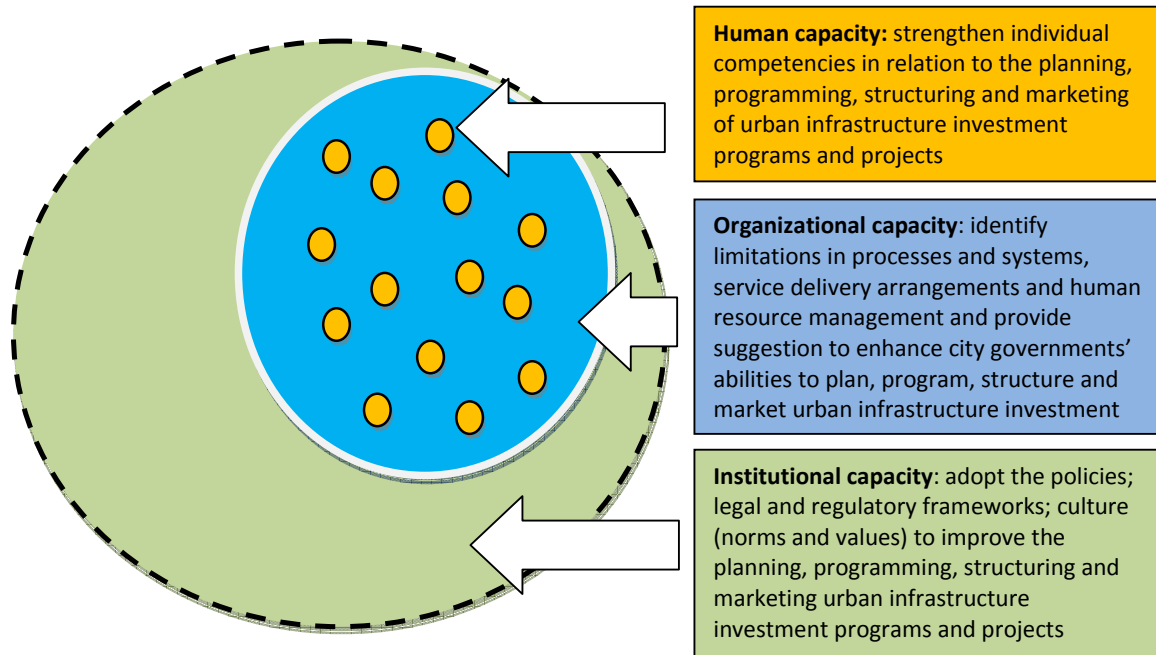 Human capacity: strengthen individual
competencies in relation to the planning,
programming, structuring and marketing
of urban infrastructure investment
programs and projects
Organizational capacity: identify
limitations in processes and systems,
service delivery arrangements and human
resource management and provide
suggestion to enhance city governments’
abilities to plan, program, structure and
market urban infrastructure investment
Institutional capacity: adopt the policies;
legal and regulatory frameworks; culture
(norms and values) to improve the
planning, programming, structuring and
marketing urban infrastructure
investment programs and projects